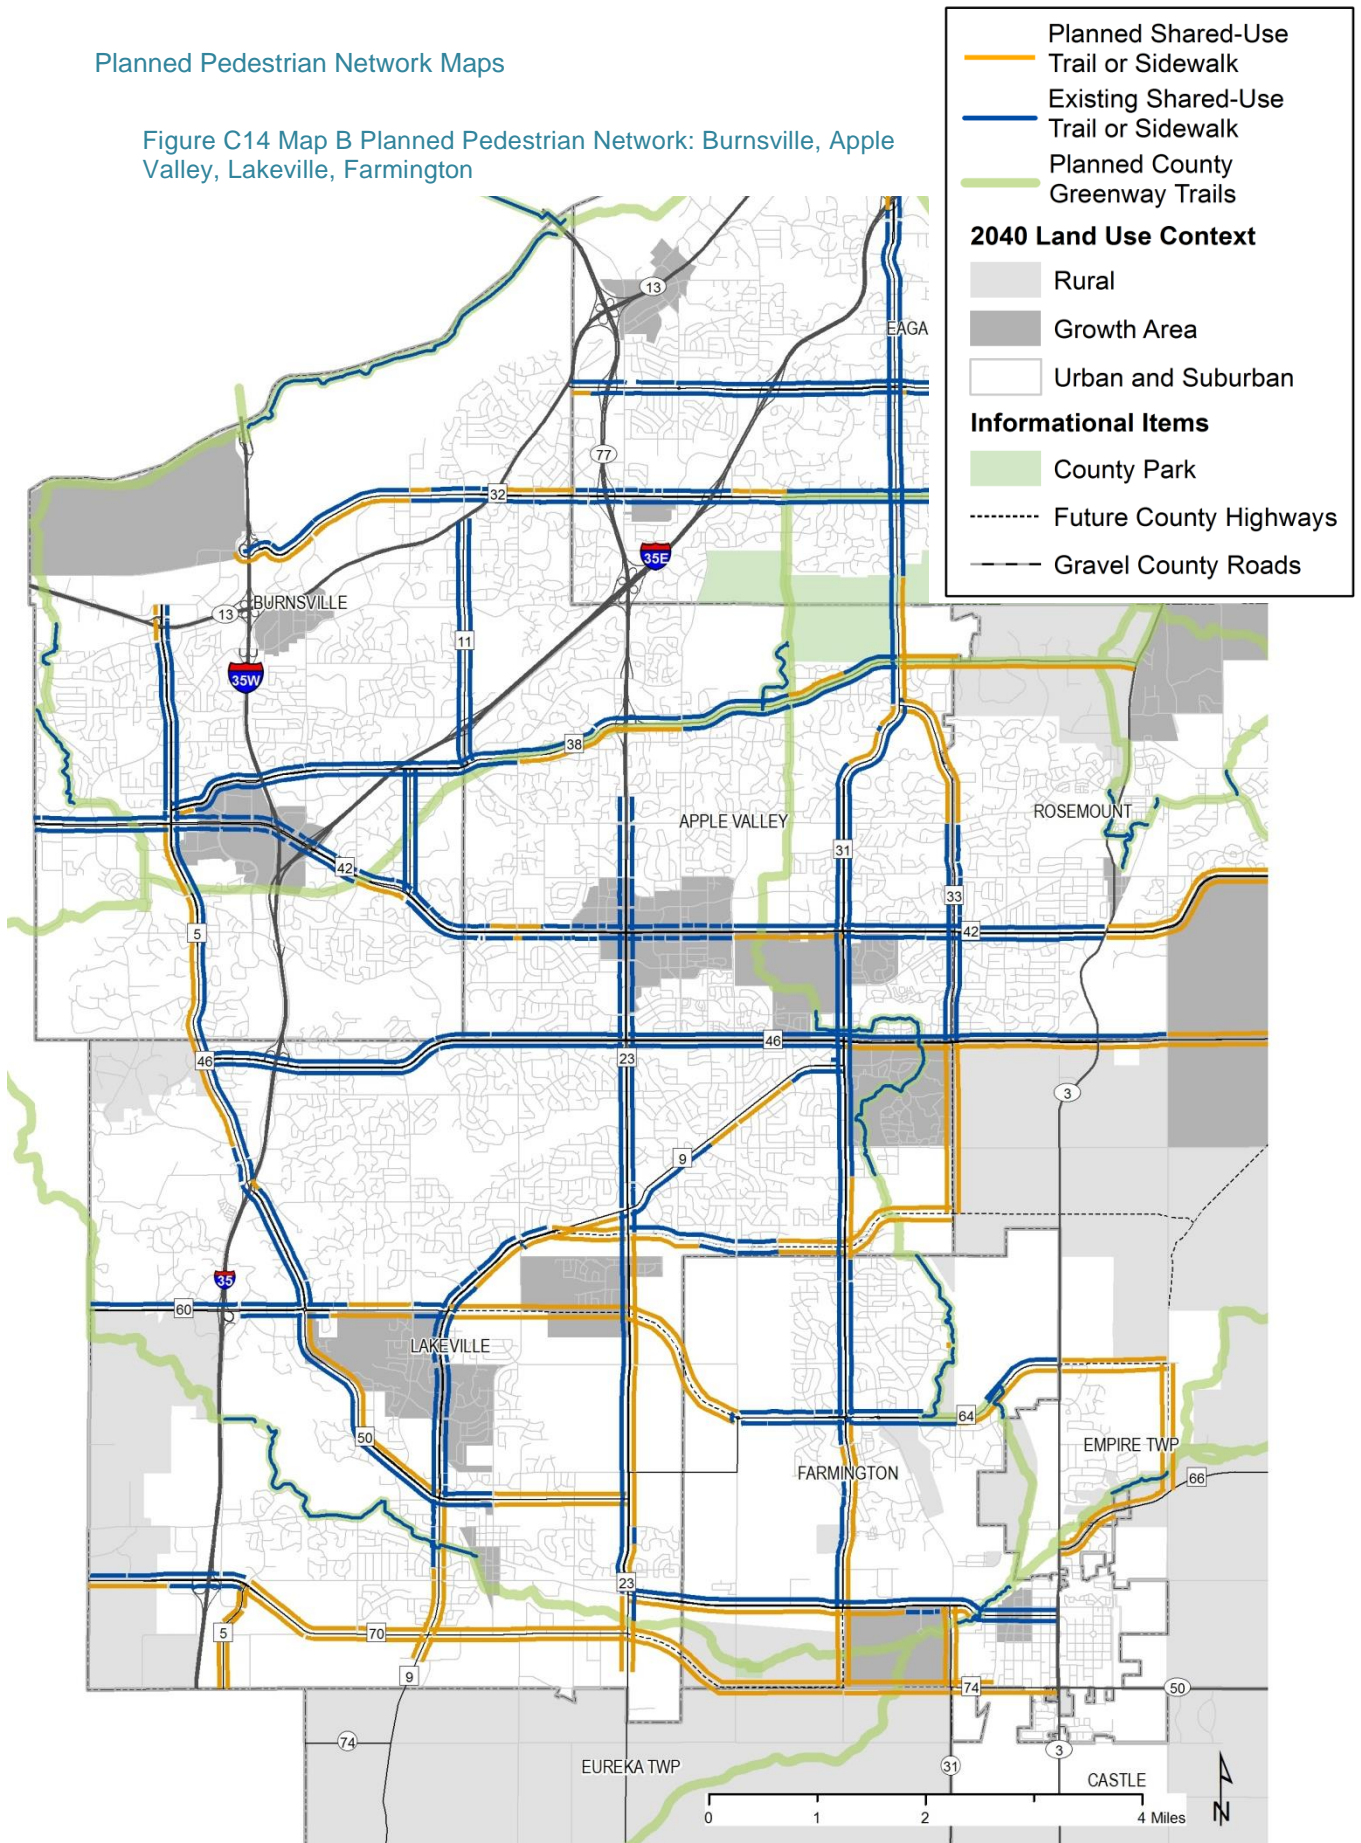 Planned Pedestrian Network Maps
Figure C14 Map B Planned Pedestrian Network: Burnsville, Apple
Valley, Lakeville, Farmington
Planned Shared-Use
Trail or Sidewalk
Existing Shared-Use
Trail or Sidewalk
Planned County
Greenway Trails
2040 Land Use Context
Rural
Growth Area
Urban and Suburban
Informational Items
County Park
Future County Highways
Gravel County Roads
13
EAGA
77
32
35E
13
BURNSVILLE
11
35W
38
APPLE VALLEY
ROSEMOUNT
31
42
33
5
42
46
46
23
3
9
35
60
LAKEVILLE
64
50
EMPIRE TWP
FARMINGTON
66
23
5
70
9
74
50
74
3
EUREKA TWP
31
CASTLE
0
1
2
4 Miles
N